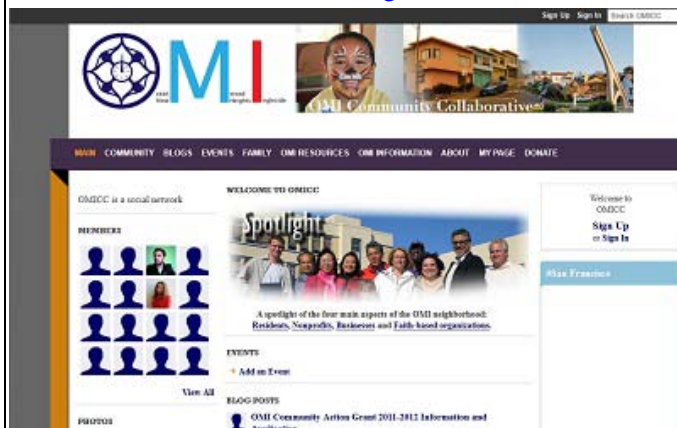 Sign Up Sign In Search OMICC
OMI
OMI Community Collaborative
MAIN COMMUNITY BLOGS EVENTS FAMILY OMI RESOURCES OMI INFORMATION ABOUT MY PAGE DONATE
OMICC is a social network
MEMBERS
View All
PHOTOS
WELCOME TO OMICC
Spotlight
A spotlight of the four main aspects of the OMI neighborhood:
Residents, Nonprofits, Businesses and Faith-based organizations.
EVENTS
+ Add an Event
BLOG POSTS
OMI Community Action Grant 2011-2012 Information and
Welcome to
OMICC
Sign Up
or Sign In
#San Francisco